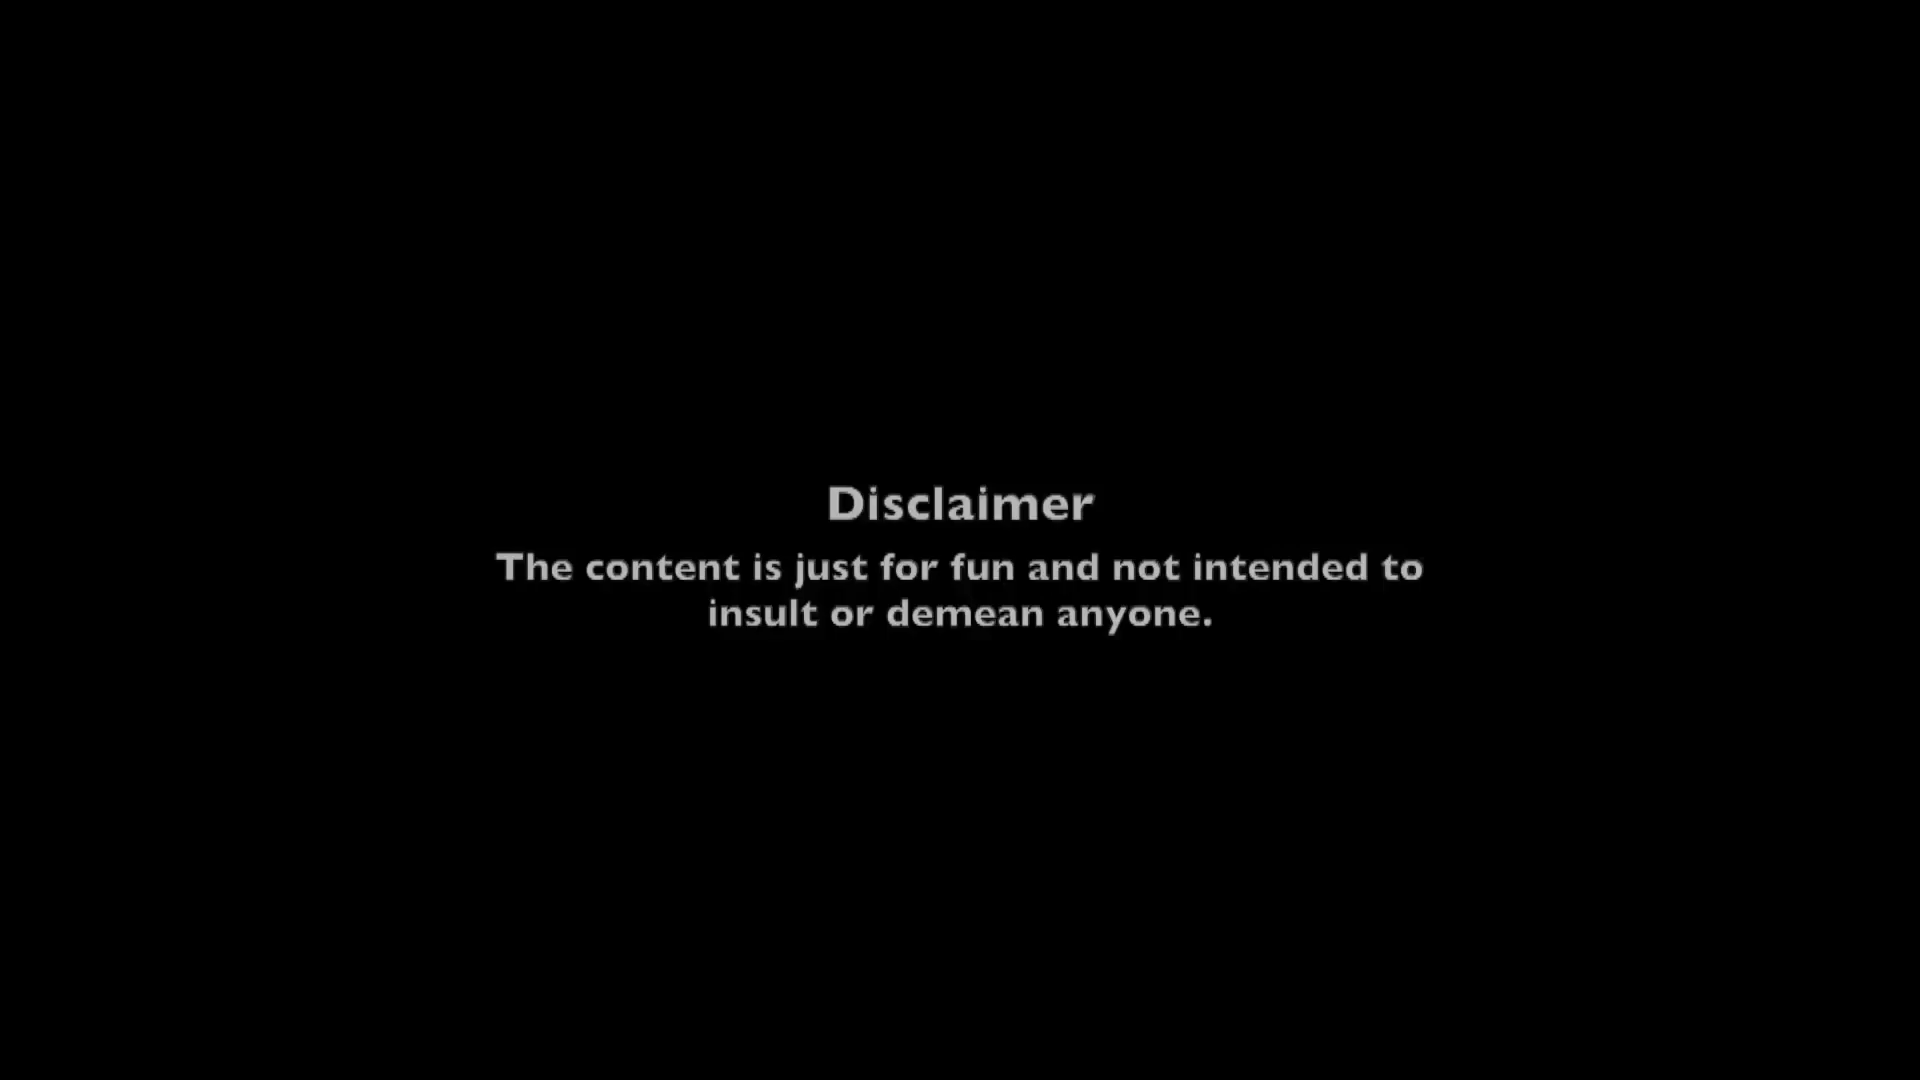 Disclaimer
The content is just for fun and not intended to
insult or demean anyone.